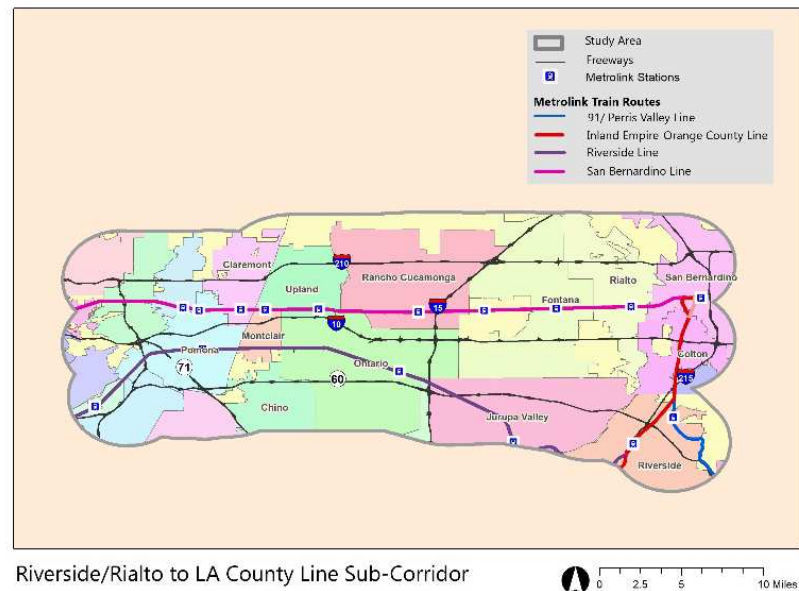 Study Area
Freeways
Metrolink Stations
Metrolink Train Routes
91/ Perris Valley Line
Inland Empire Orange County Line
Riverside Line
San Bernardino Line
Claremont
210
Rancho Cucamonga
Rialto
San Bernardino
Upland
Fontana
15
10
Montclair
Pomona
Colton
Ontario
71
60
215
Chino
Jurupa Valley
Riverside
Riverside/Rialto to LA County Line Sub-Corridor
0 2.5 5 10 Miles